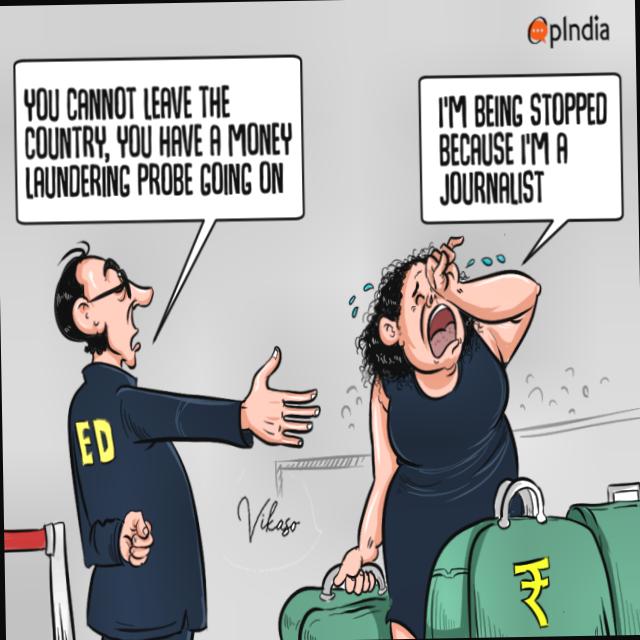 OpIndia
YOU CANNOT LEAVE THE
COUNTRY, YOU HAVE A MONEY
LAUNDERING PROBE GOING ON
I'M BEING STOPPED
BECAUSE I'M A
JOURNALIST
ED
Vikaso
₹